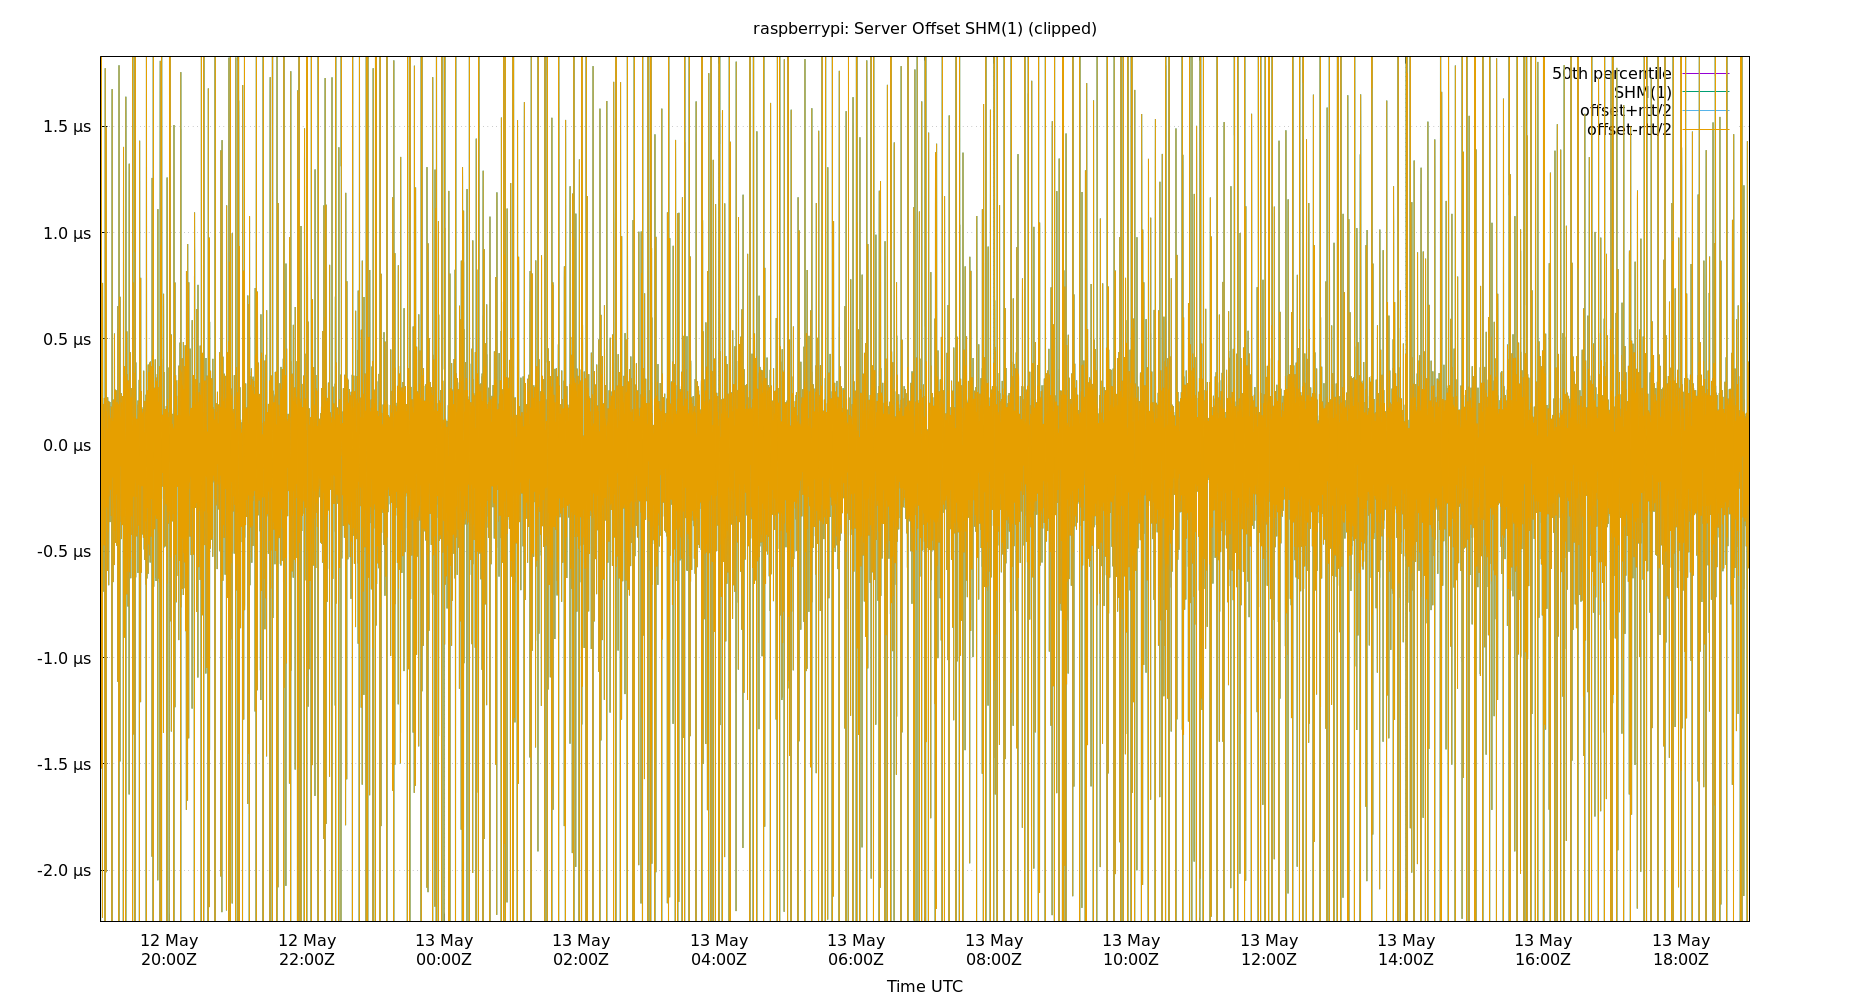 raspberrypi: Server Offset SHM(1) (clipped)
50th percentile
SHM(1)
offset+rtt/2
offset-rtt/2
1.5 µs
1.0 µs
0.5 µs
0.0 µs
-0.5 µs
-1.0 µs
-1.5 µs
-2.0 µs
12 May 12 May 13 May 13 May 13 May 13 May 13 May 13 May 13 May 13 May 13 May 13 May
20:00Z 22:00Z 00:00Z 02:00Z 04:00Z 06:00Z 08:00Z 10:00Z 12:00Z 14:00Z 16:00Z 18:00Z
Time UTC